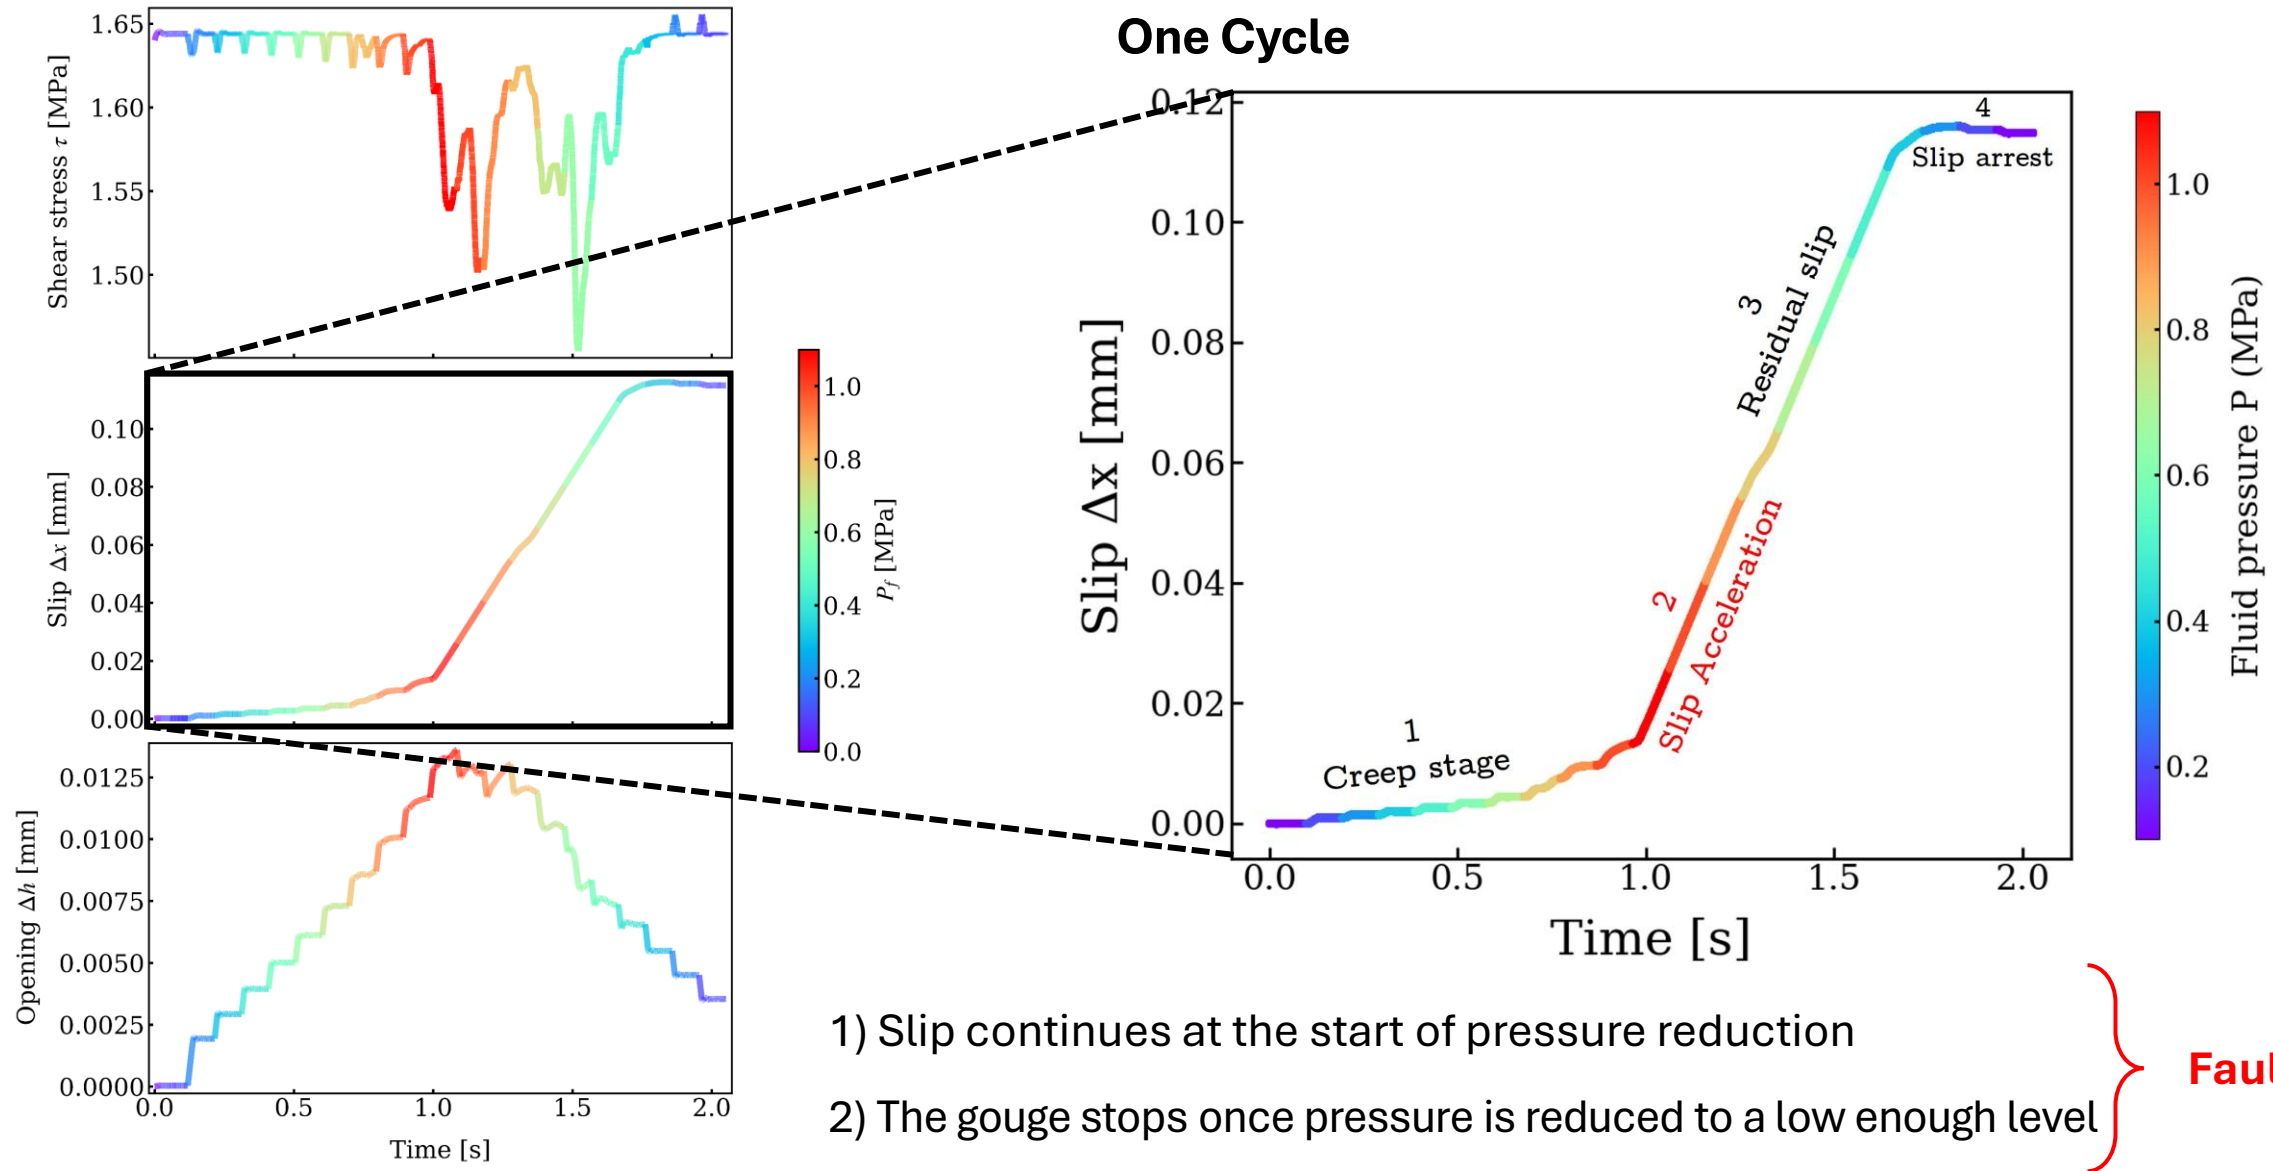 One Cycle
Shear stress τ [MPa]
1.65
1.60
1.55
1.50
Slip Δx [mm]
0.10
0.08
0.06
0.04
0.02
0.00
Opening Δh [mm]
0.0125
0.0100
0.0075
0.0050
0.0025
0.0000
0.0 0.5 1.0 1.5 2.0
Time [s]
1.0
0.8
0.6
0.4
0.2
0.0
P_f [MPa]
Slip Δx [mm]
0.12
0.10
0.08
0.06
0.04
0.02
0.00
1
Creep stage
2
Slip Acceleration
3
Residual slip
4
Slip arrest
0.0 0.5 1.0 1.5 2.0
Time [s]
1.0
0.8
0.6
0.4
0.2
Fluid pressure P (MPa)
1) Slip continues at the start of pressure reduction
2) The gouge stops once pressure is reduced to a low enough level